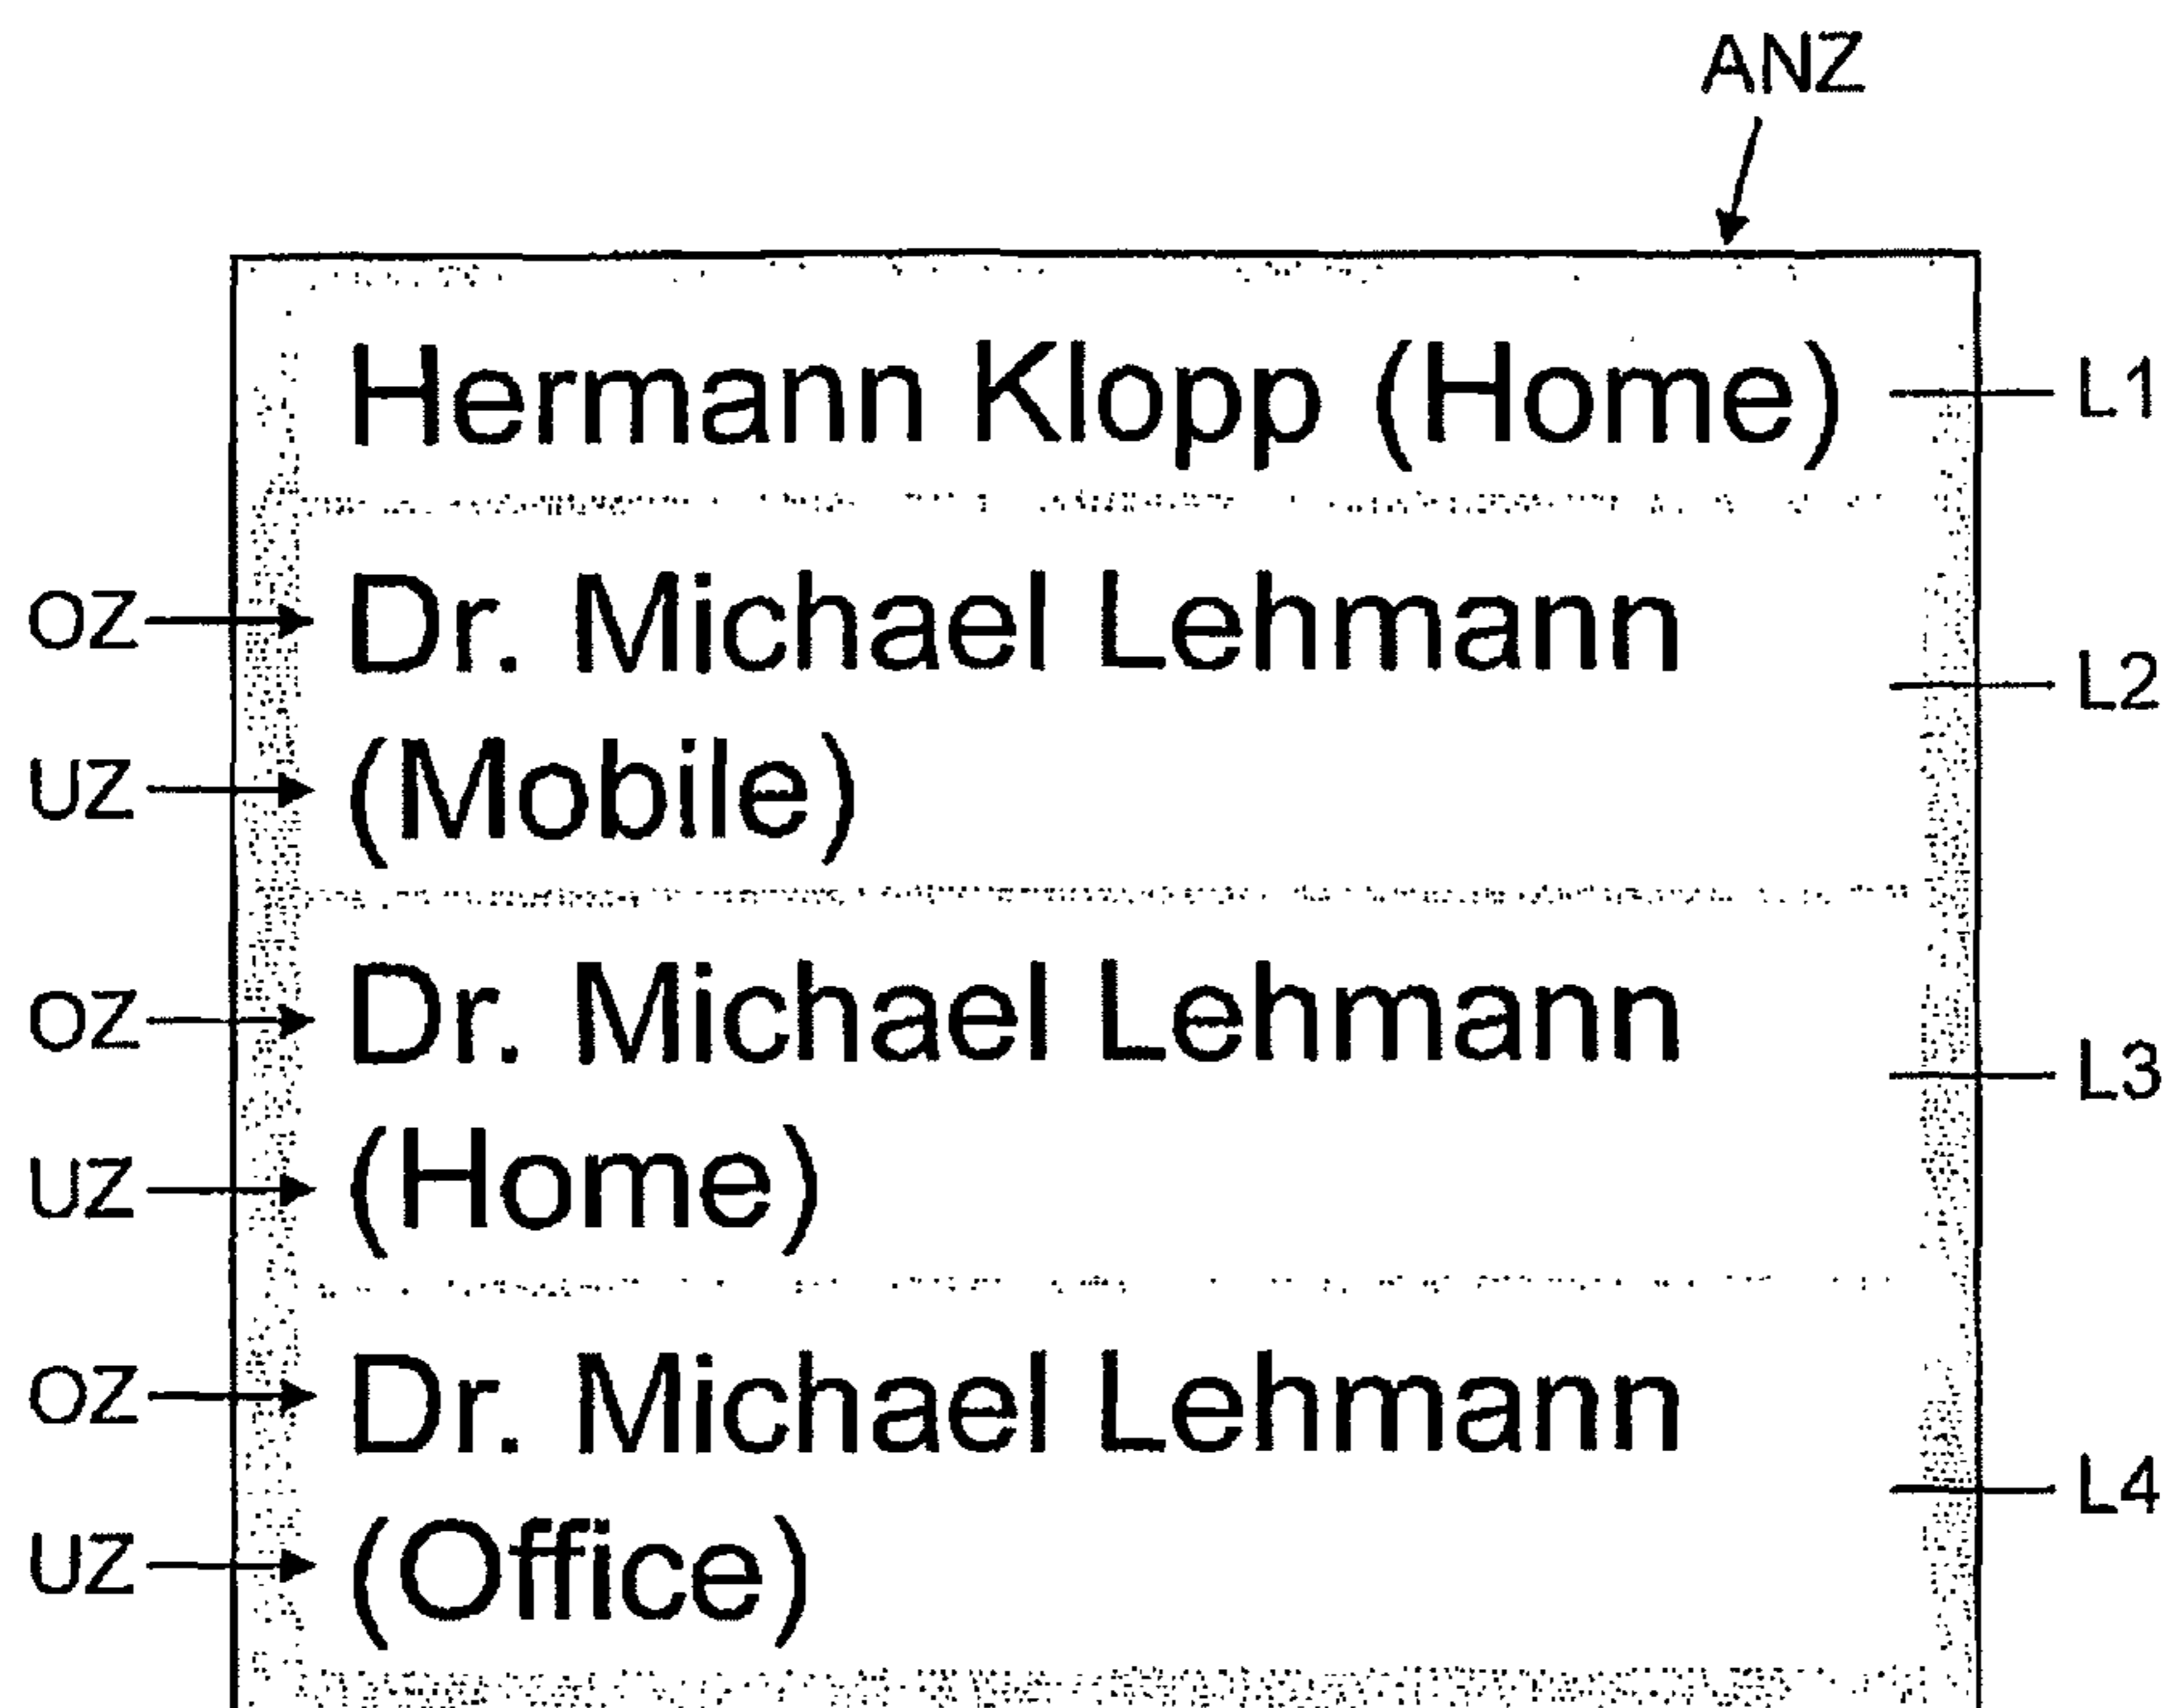 ANZ
Hermann Klopp (Home) L1
OZ Dr. Michael Lehmann
L2
UZ (Mobile)
OZ Dr. Michael Lehmann
L3
UZ (Home)
OZ Dr. Michael Lehmann
L4
UZ (Office)